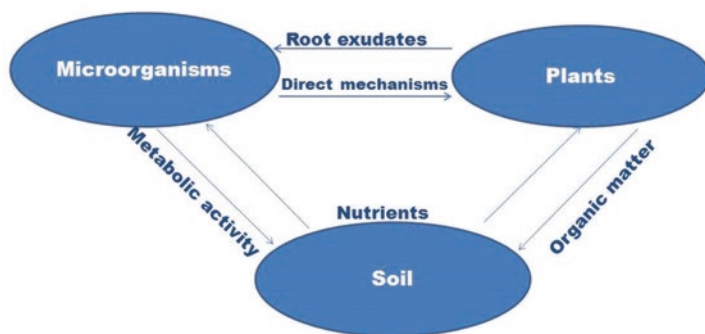 Root exudates
Microorganisms
Plants
Direct mechanisms
Metabolic activity
Organic matter
Nutrients
Soil